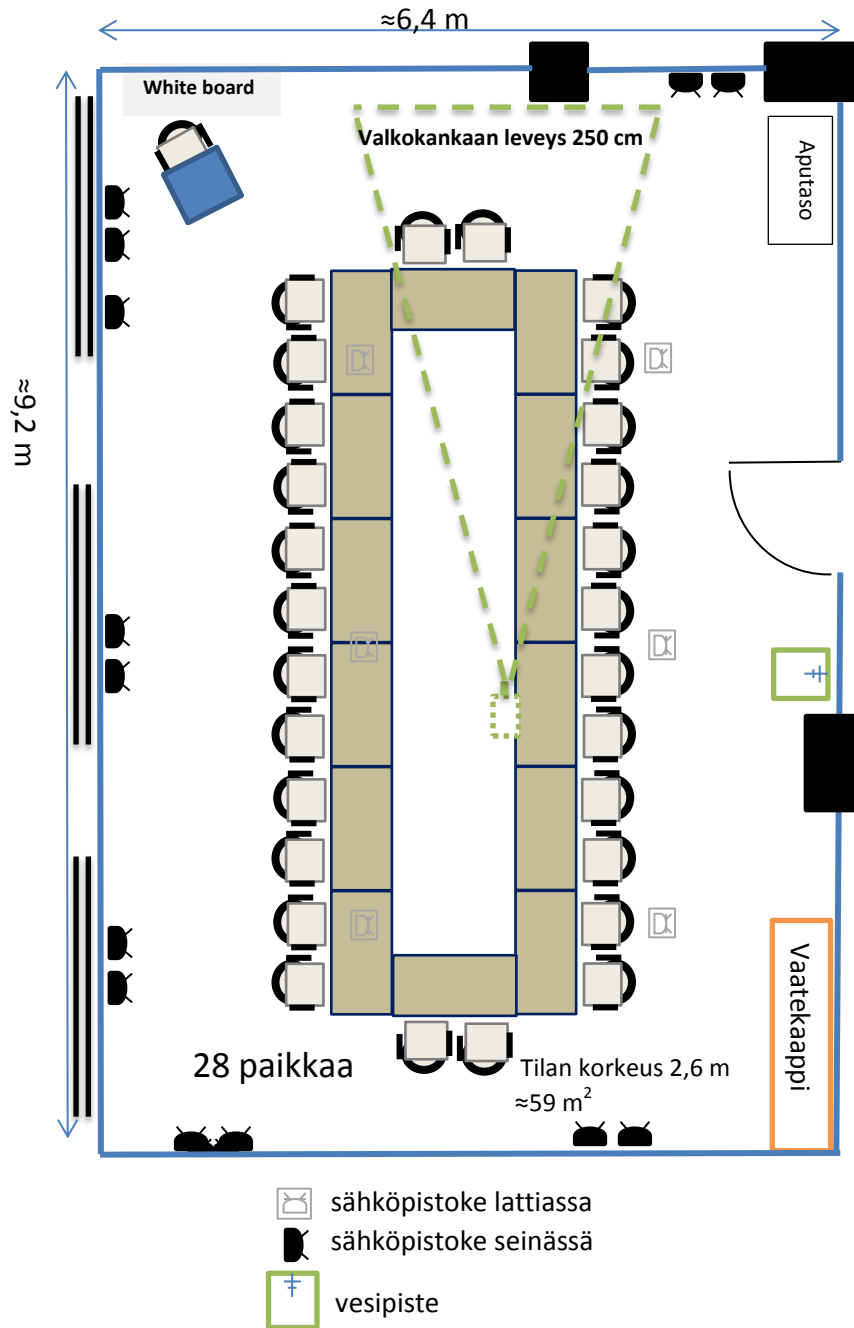 ≈6,4 m
White board
Valkokankaan leveys 250 cm
Aputaso
≈9,2 m
28 paikkaa
Tilan korkeus 2,6 m
≈59 m²
Vaatekaappi
sähköpistoke lattiassa
sähköpistoke seinässä
vesipiste